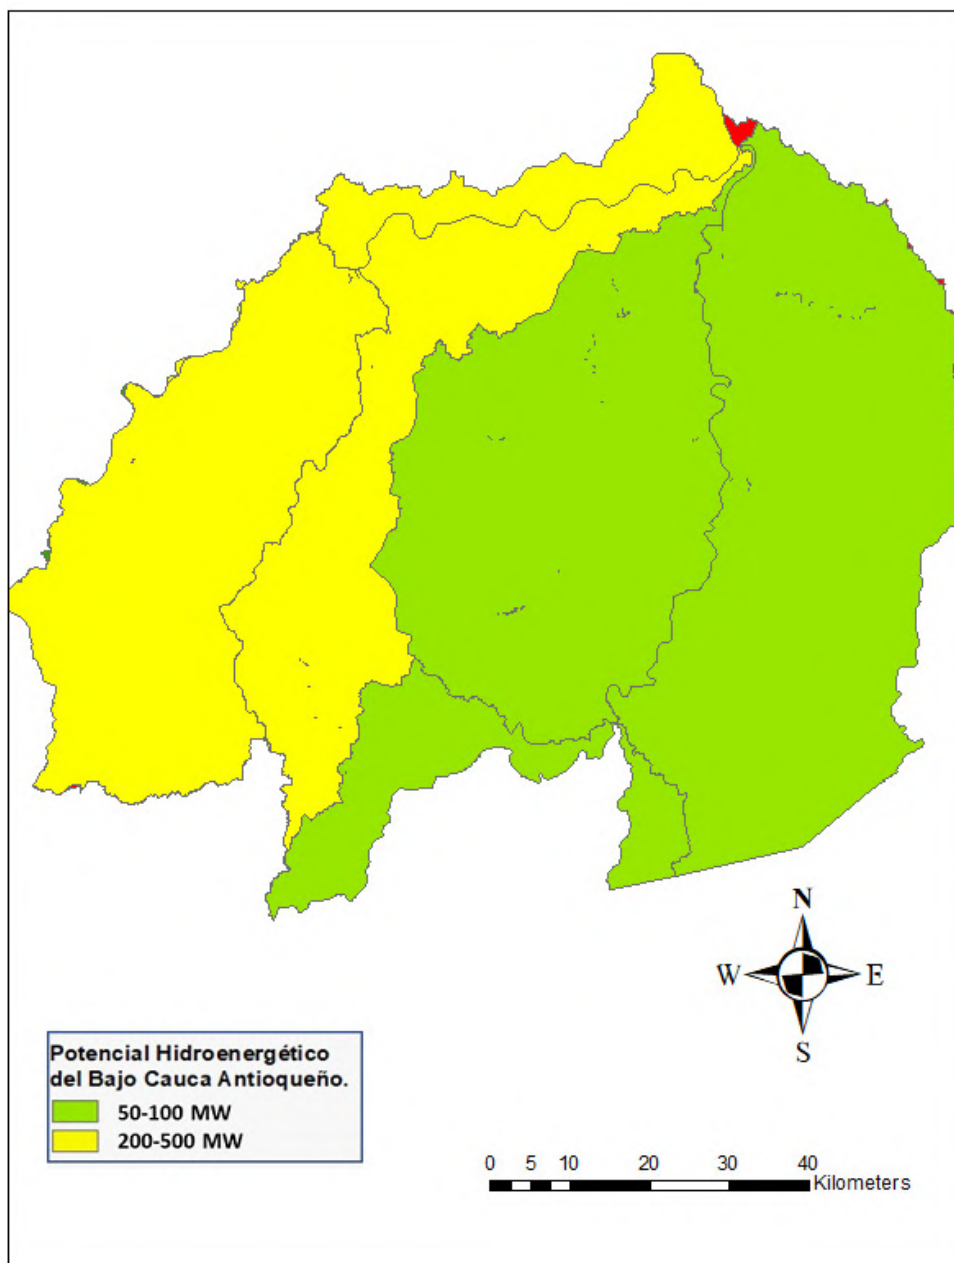 N
W E
S
Potencial Hidroenergético
del Bajo Cauca Antioqueño.
50-100 MW
200-500 MW
0 5 10 20 30 40
Kilometers